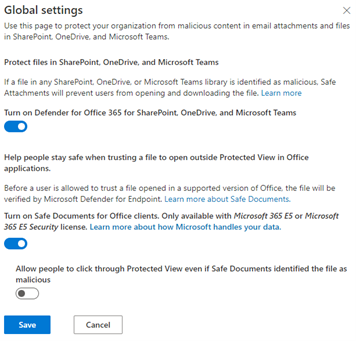 Global settings
Use this page to protect your organization from malicious content in email attachments and files
in SharePoint, OneDrive, and Microsoft Teams.
Protect files in SharePoint, OneDrive, and Microsoft Teams
If a file in any SharePoint, OneDrive, or Microsoft Teams library is identified as malicious, Safe
Attachments will prevent users from opening and downloading the file. Learn more
Turn on Defender for Office 365 for SharePoint, OneDrive, and Microsoft Teams
Help people stay safe when trusting a file to open outside Protected View in Office
applications.
Before a user is allowed to trust a file opened in a supported version of Office, the file will be
verified by Microsoft Defender for Endpoint. Learn more about Safe Documents.
Turn on Safe Documents for Office clients. Only available with Microsoft 365 E5 or Microsoft
365 E5 Security license. Learn more about how Microsoft handles your data.
Allow people to click through Protected View even if Safe Documents identified the file as
malicious
Save
Cancel